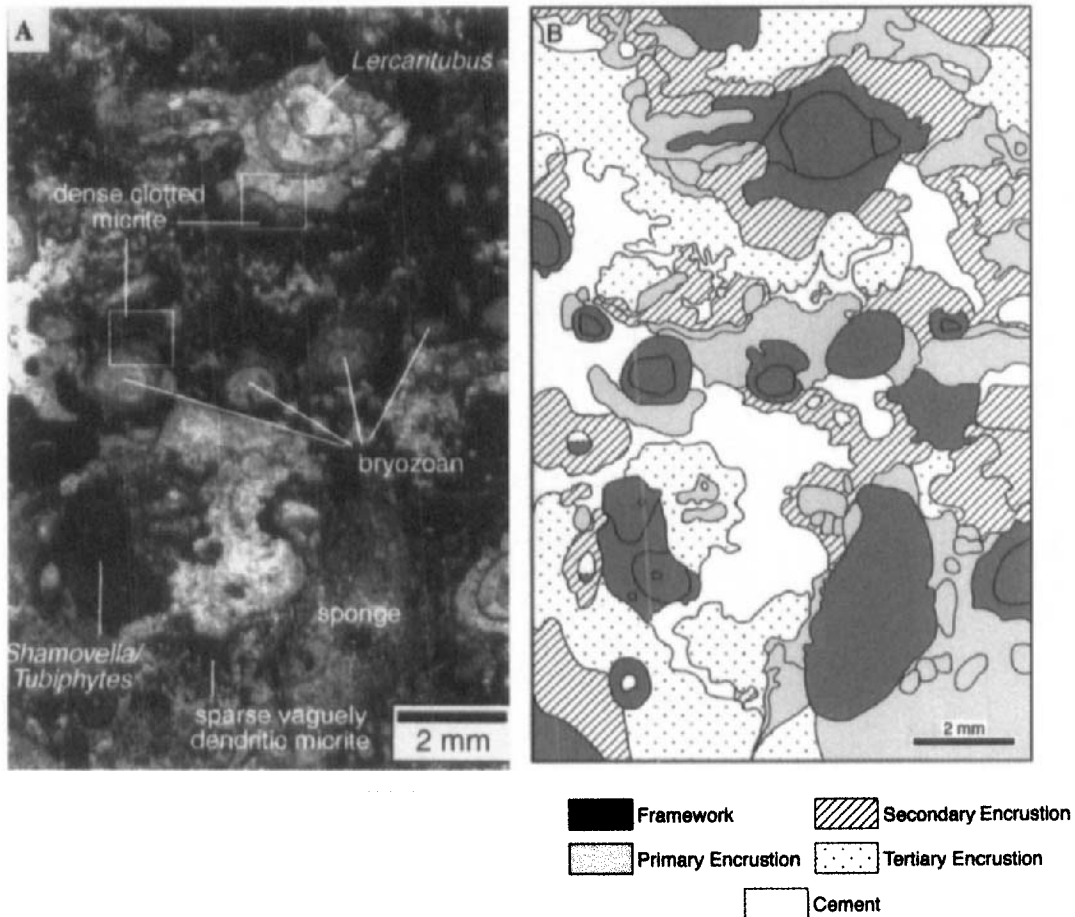 A
Lercaritubus
dense clotted
micrite
bryozoan
sponge
Shamovella/
Tubiphytes
sparse vaguely
dendritic micrite
2 mm
B
2 mm
Framework
Secondary Encrustion
Primary Encrustion
Tertiary Encrustion
Cement